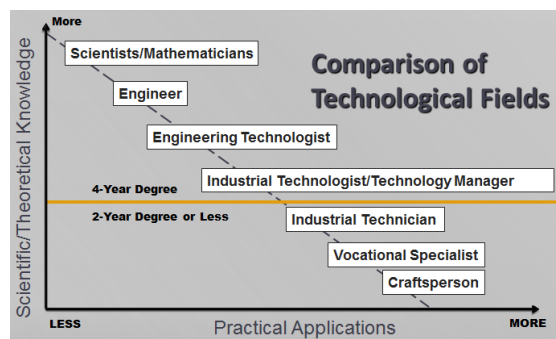 More
Scientists/Mathematicians
Comparison of
Technological Fields
Engineer
Engineering Technologist
Industrial Technologist/Technology Manager
4-Year Degree
2-Year Degree or Less
Industrial Technician
Vocational Specialist
Craftsperson
Scientific/Theoretical Knowledge
LESS
Practical Applications
MORE